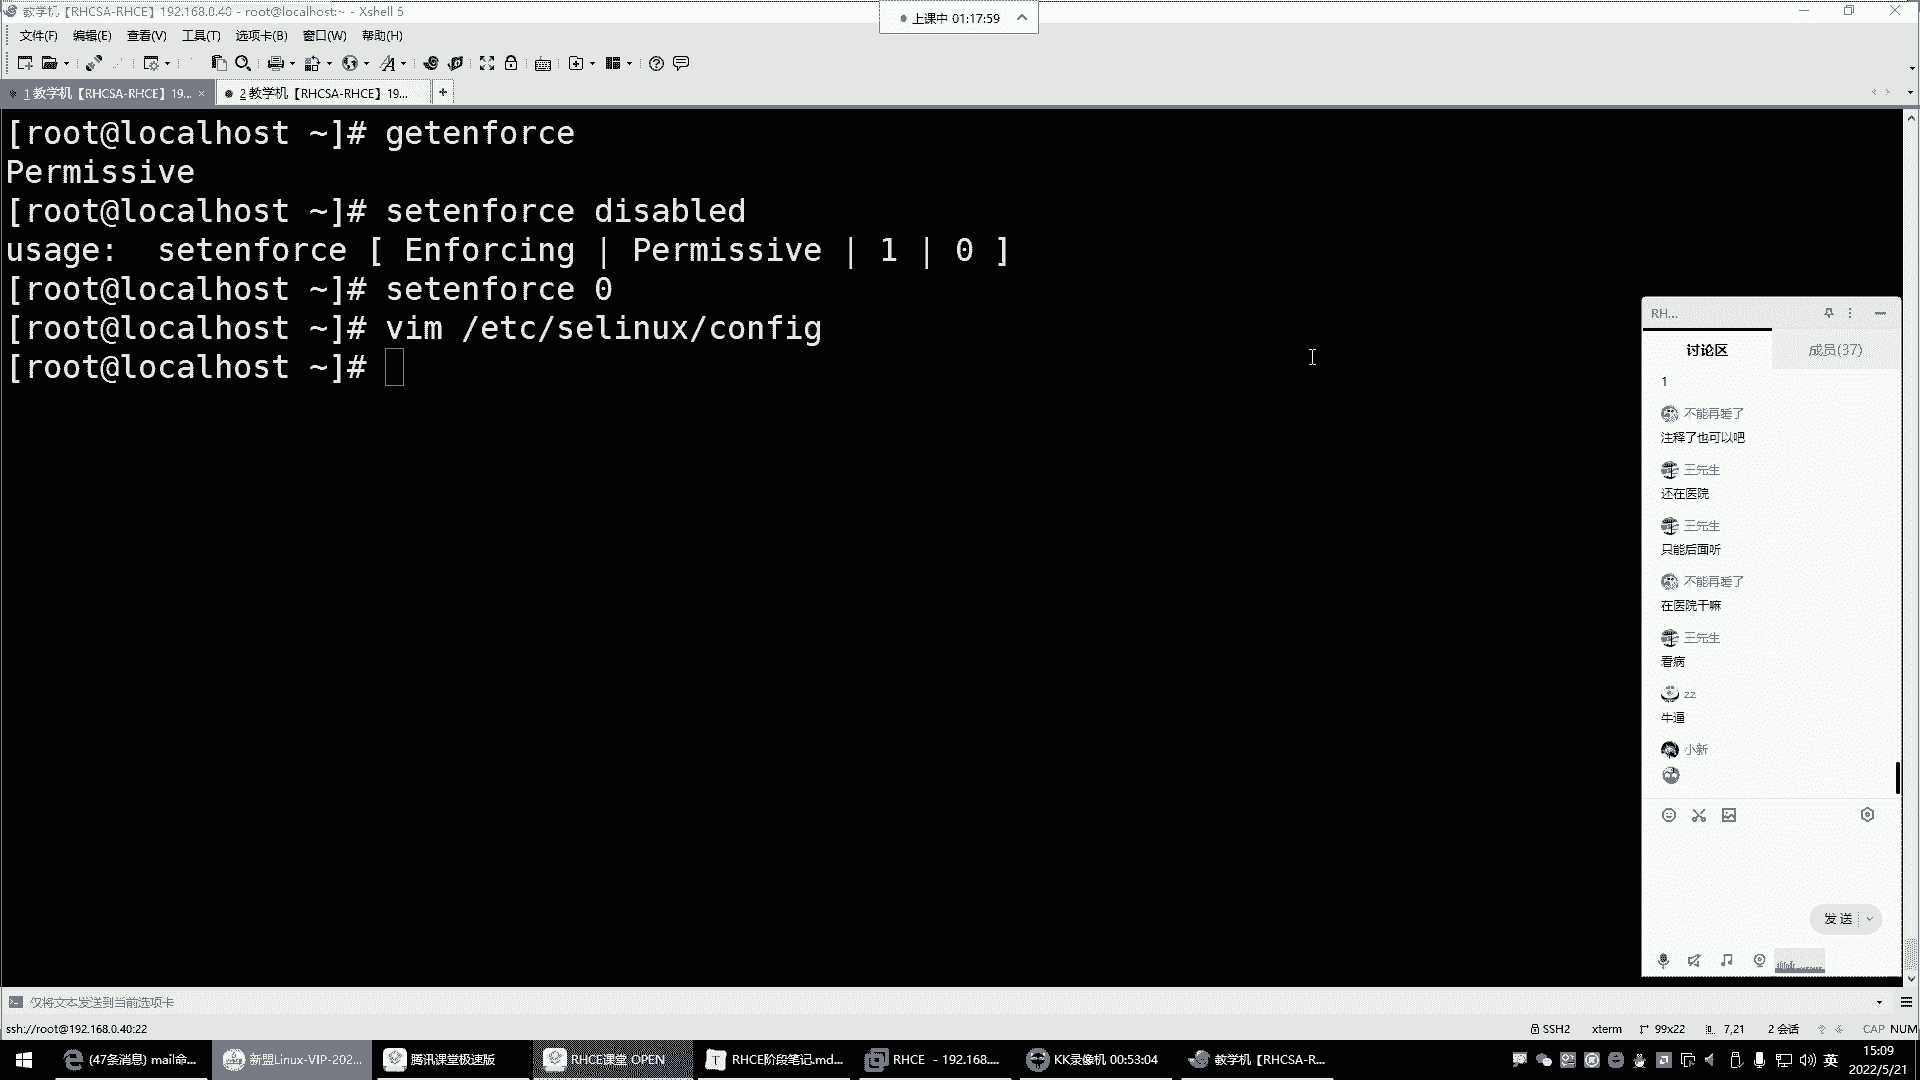 教学机【RHCSA-RHCE】192.168.0.40 - root@localhost:~ - Xshell 5
上课中 01:17:59
文件(F) 编辑(E) 查看(V) 工具(T) 选项卡(B) 窗口(W) 帮助(H)
1 教学机【RHCSA-RHCE】19... × 2 教学机【RHCSA-RHCE】19... +
[root@localhost ~]# getenforce
Permissive
[root@localhost ~]# setenforce disabled
usage:  setenforce [ Enforcing | Permissive | 1 | 0 ]
[root@localhost ~]# setenforce 0
[root@localhost ~]# vim /etc/selinux/config
[root@localhost ~]#
RH...
讨论区 成员(37)
1
不能再睡了
注释了也可以吧
王先生
还在医院
王先生
只能后面听
不能再睡了
在医院干嘛
王先生
看病
zz
牛逼
小新
发送
仅将文本发送到当前选项卡
ssh://root@192.168.0.40:22 SSH2 xterm 99x22 7,21 2 会话 CAP NUM
(47条消息) mail命... 新盟Linux-VIP-202... 腾讯课堂极速版 RHCE课堂 OPEN RHCE阶段笔记.md... RHCE - 192.168.... KK录像机 00:53:04 教学机【RHCSA-R... 英 15:09
2022/5/21